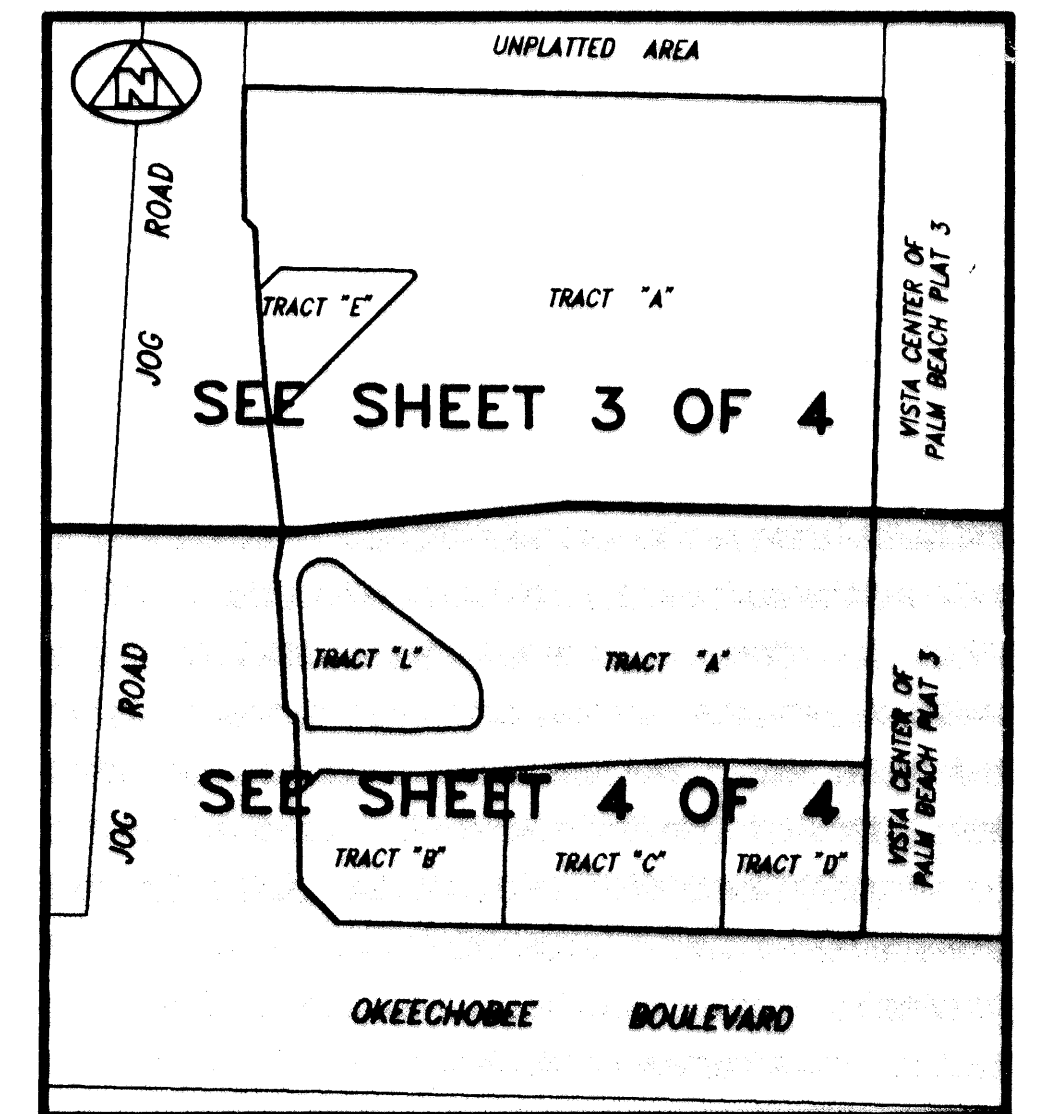 UNPLATTED AREA
N
JOG ROAD
TRACT "E"
TRACT "A"
VISTA CENTER OF
PALM BEACH PLAT 3
SEE SHEET 3 OF 4
JOG ROAD
TRACT "L"
TRACT "A"
VISTA CENTER OF
PALM BEACH PLAT 3
SEE SHEET 4 OF 4
TRACT "B"
TRACT "C"
TRACT "D"
OKEECHOBEE BOULEVARD